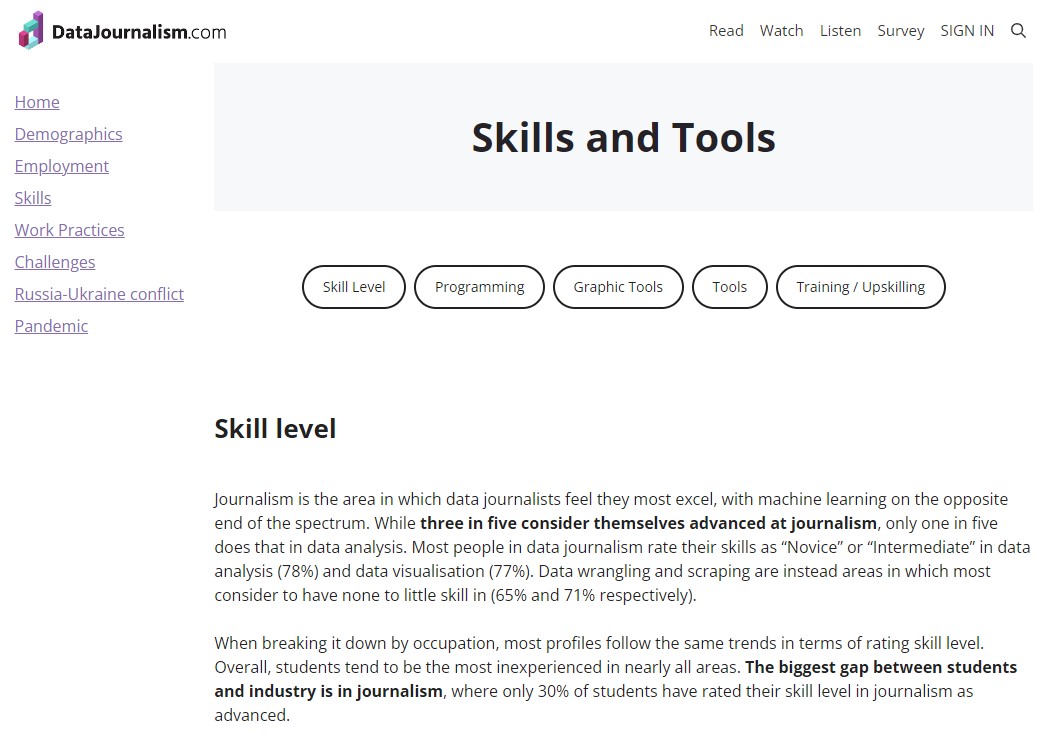 DataJournalism.com
Read Watch Listen Survey SIGN IN
Home
Demographics
Employment
Skills
Work Practices
Challenges
Russia-Ukraine conflict
Pandemic
Skills and Tools
Skill Level Programming Graphic Tools Tools Training / Upskilling
Skill level
Journalism is the area in which data journalists feel they most excel, with machine learning on the opposite
end of the spectrum. While three in five consider themselves advanced at journalism, only one in five
does that in data analysis. Most people in data journalism rate their skills as “Novice” or “Intermediate” in data
analysis (78%) and data visualisation (77%). Data wrangling and scraping are instead areas in which most
consider to have none to little skill in (65% and 71% respectively).
When breaking it down by occupation, most profiles follow the same trends in terms of rating skill level.
Overall, students tend to be the most inexperienced in nearly all areas. The biggest gap between students
and industry is in journalism, where only 30% of students have rated their skill level in journalism as
advanced.